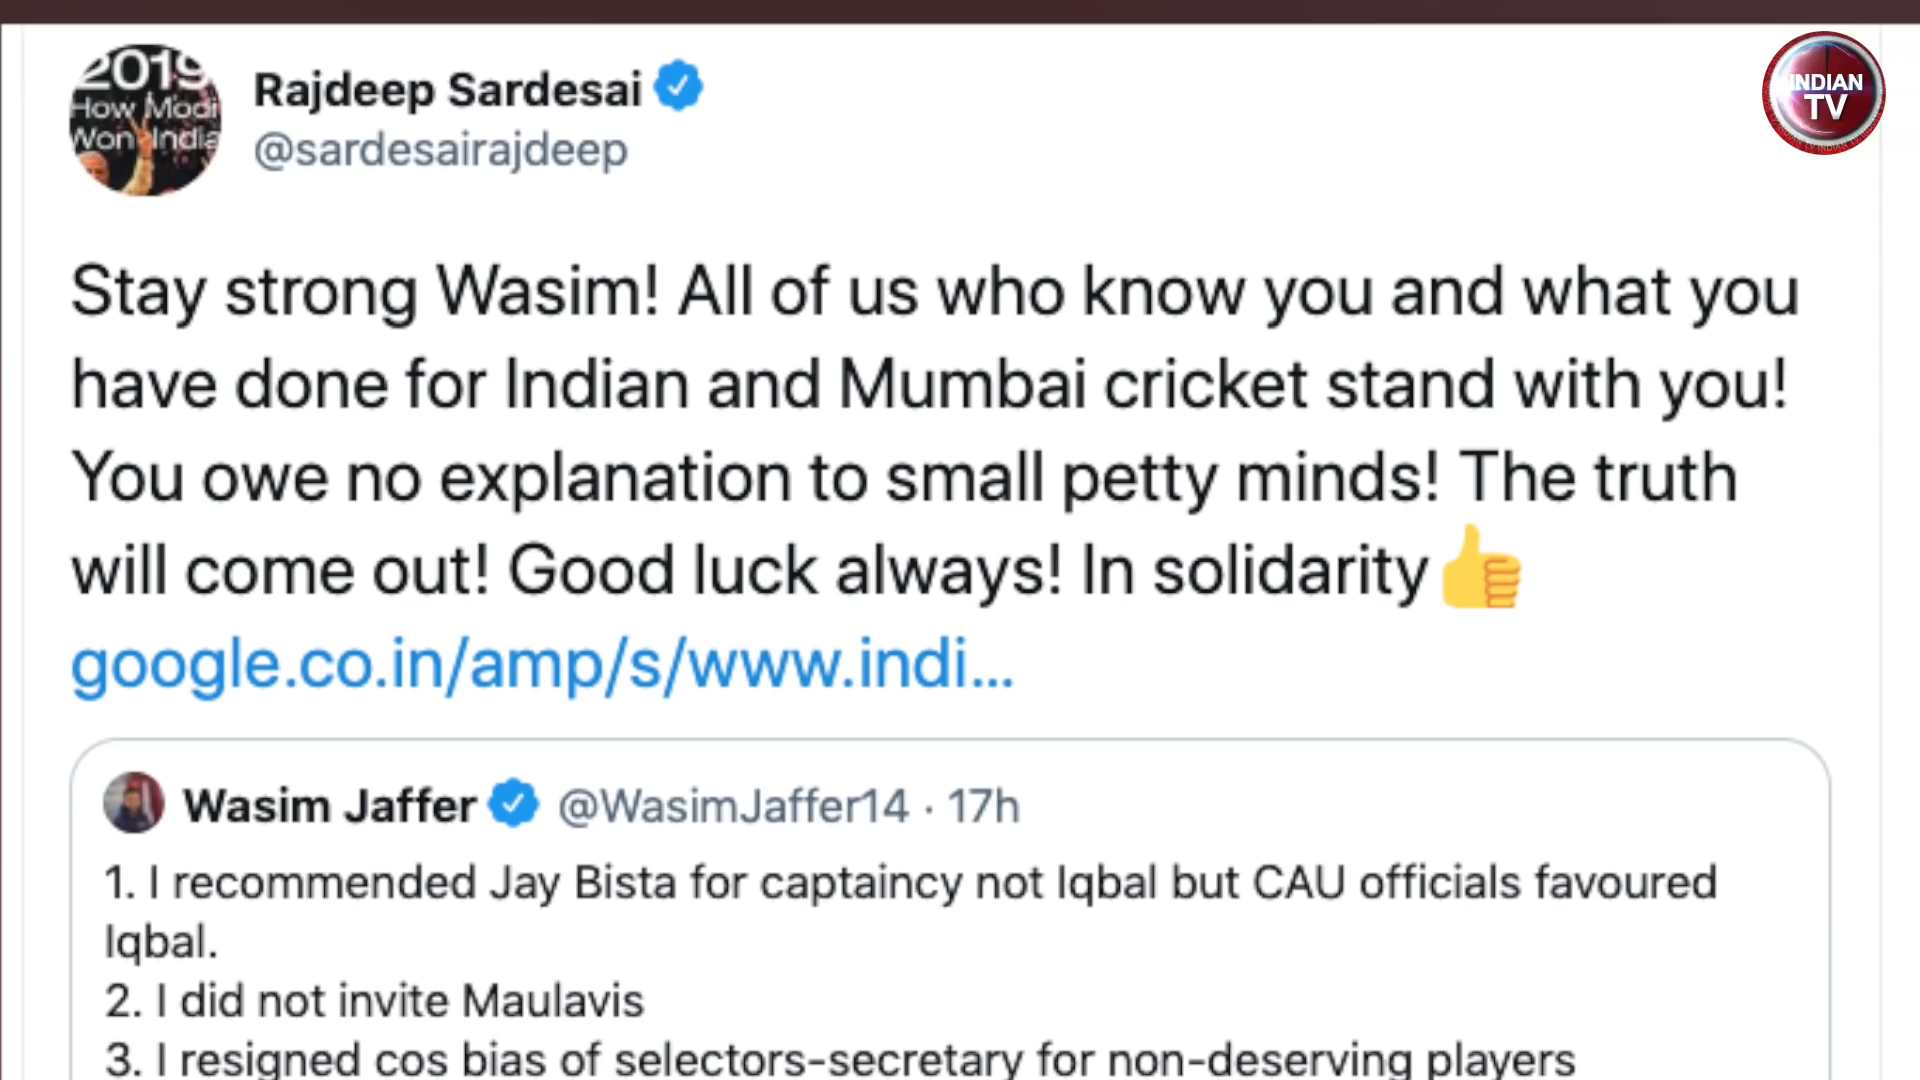 2019
How Modi
Won India
Rajdeep Sardesai
@sardesairajdeep
INDIAN
TV
Stay strong Wasim! All of us who know you and what you
have done for Indian and Mumbai cricket stand with you!
You owe no explanation to small petty minds! The truth
will come out! Good luck always! In solidarity👍
google.co.in/amp/s/www.indi...
Wasim Jaffer @WasimJaffer14 · 17h
1. I recommended Jay Bista for captaincy not Iqbal but CAU officials favoured
Iqbal.
2. I did not invite Maulavis
3. I resigned cos bias of selectors-secretary for non-deserving players